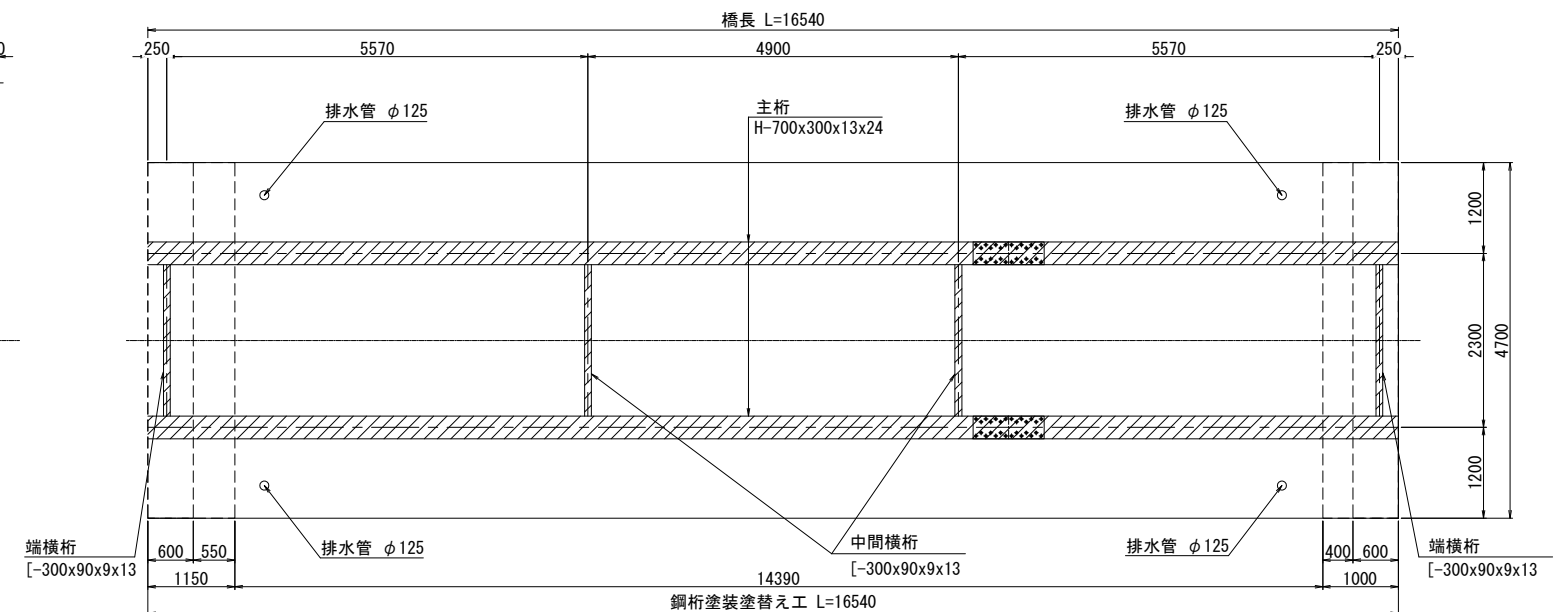 橋長 L=16540
0
250
5570
4900
5570
250
排水管 φ125
主桁
H-700x300x13x24
排水管 φ125
1200
2300
4700
1200
端横桁
[-300x90x9x13
600
550
排水管 φ125
中間横桁
[-300x90x9x13
排水管 φ125
400
600
端横桁
[-300x90x9x13
1150
14390
1000
鋼桁塗装塗替え工 L=16540